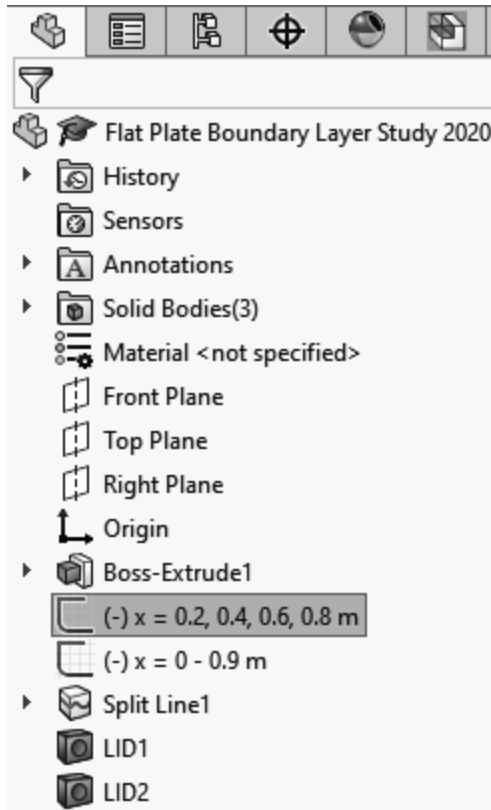 Flat Plate Boundary Layer Study 2020
History
Sensors
Annotations
Solid Bodies(3)
Material <not specified>
Front Plane
Top Plane
Right Plane
Origin
Boss-Extrude1
(-) x = 0.2, 0.4, 0.6, 0.8 m
(-) x = 0 - 0.9 m
Split Line1
LID1
LID2